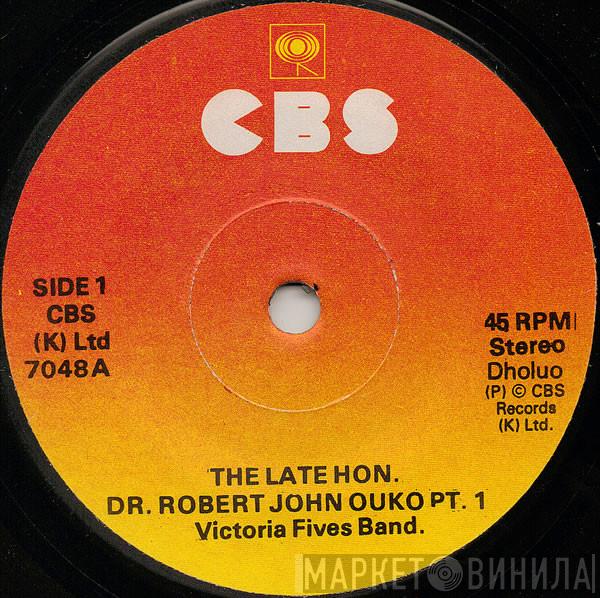 CBS
SIDE 1
CBS
(K) Ltd
7048A
45 RPM
Stereo
Dholuo
(P) © CBS
Records
(K) Ltd.
THE LATE HON.
DR. ROBERT JOHN OUKO PT. 1
Victoria Fives Band.
МАРКЕТ ВИНИЛА